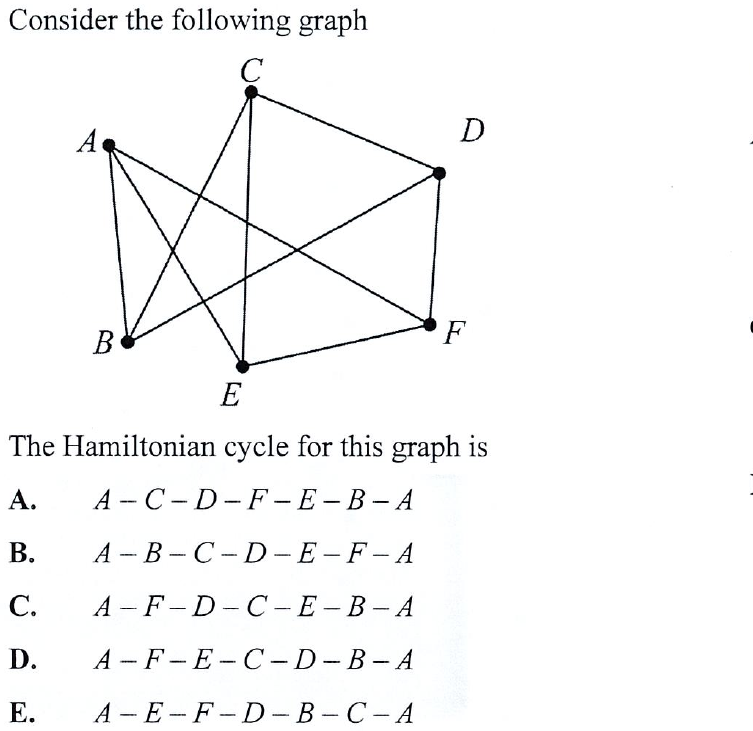 Consider the following graph
C
D
A
B
F
E
The Hamiltonian cycle for this graph is
A. A – C – D – F – E – B – A
B. A – B – C – D – E – F – A
C. A – F – D – C – E – B – A
D. A – F – E – C – D – B – A
E. A – E – F – D – B – C – A